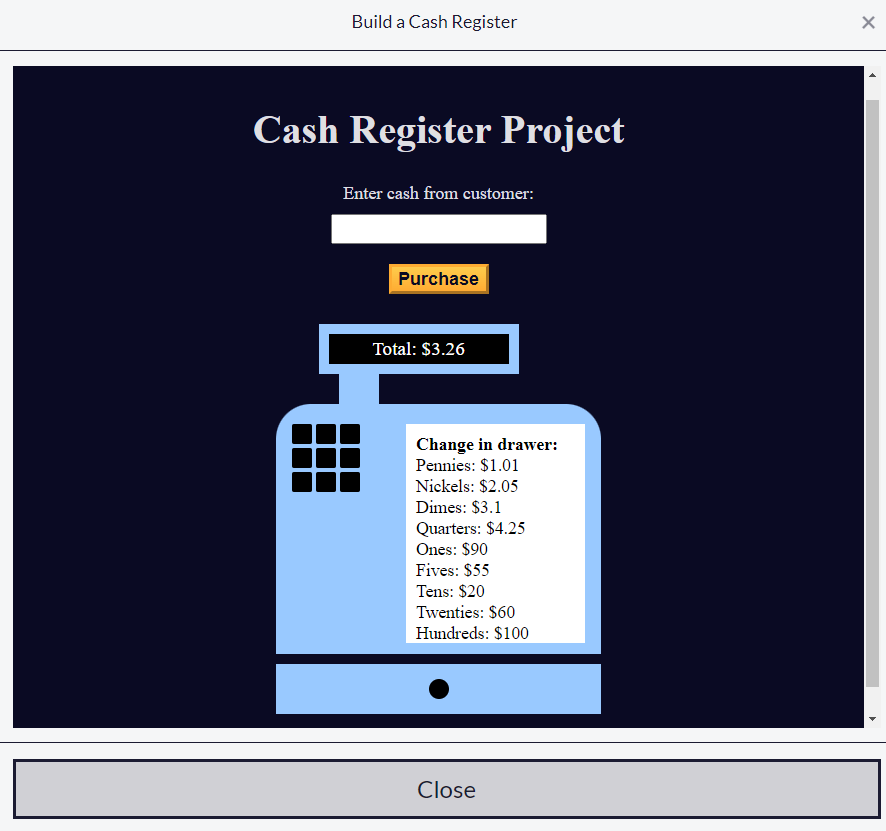 Build a Cash Register
×
Cash Register Project
Enter cash from customer:
Purchase
Total: $3.26
Change in drawer:
Pennies: $1.01
Nickels: $2.05
Dimes: $3.1
Quarters: $4.25
Ones: $90
Fives: $55
Tens: $20
Twenties: $60
Hundreds: $100
Close